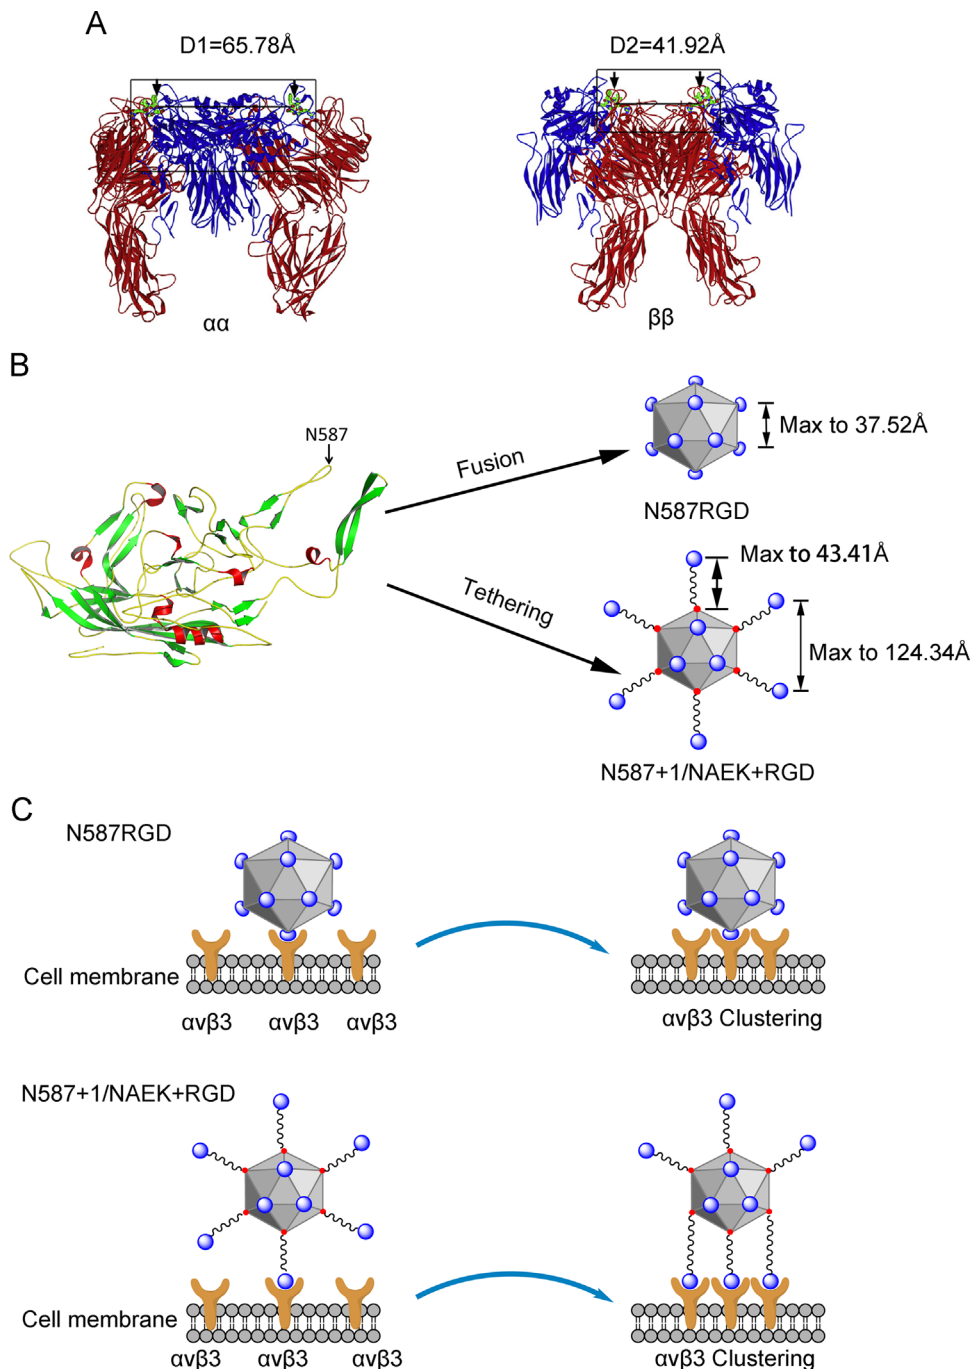 A
D1=65.78Å
D2=41.92Å
αα
ββ
B
N587
Fusion
Max to 37.52Å
N587RGD
Tethering
Max to 43.41Å
Max to 124.34Å
N587+1/NAEK+RGD
C
N587RGD
Cell membrane
αvβ3 αvβ3 αvβ3
αvβ3 Clustering
N587+1/NAEK+RGD
Cell membrane
αvβ3 αvβ3 αvβ3
αvβ3 Clustering